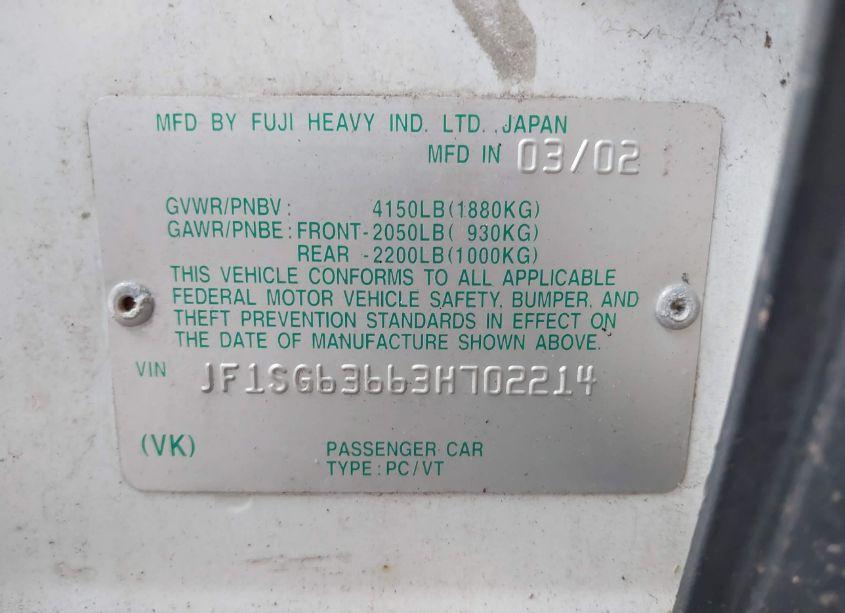 MFD BY FUJI HEAVY IND. LTD. JAPAN
MFD IN 03/02
GVWR/PNBV: 4150LB(1880KG)
GAWR/PNBE: FRONT-2050LB( 930KG)
REAR -2200LB(1000KG)
THIS VEHICLE CONFORMS TO ALL APPLICABLE
FEDERAL MOTOR VEHICLE SAFETY, BUMPER, AND
THEFT PREVENTION STANDARDS IN EFFECT ON
THE DATE OF MANUFACTURE SHOWN ABOVE.
VIN JF1SG63663H702214
(VK) PASSENGER CAR
TYPE: PC/VT